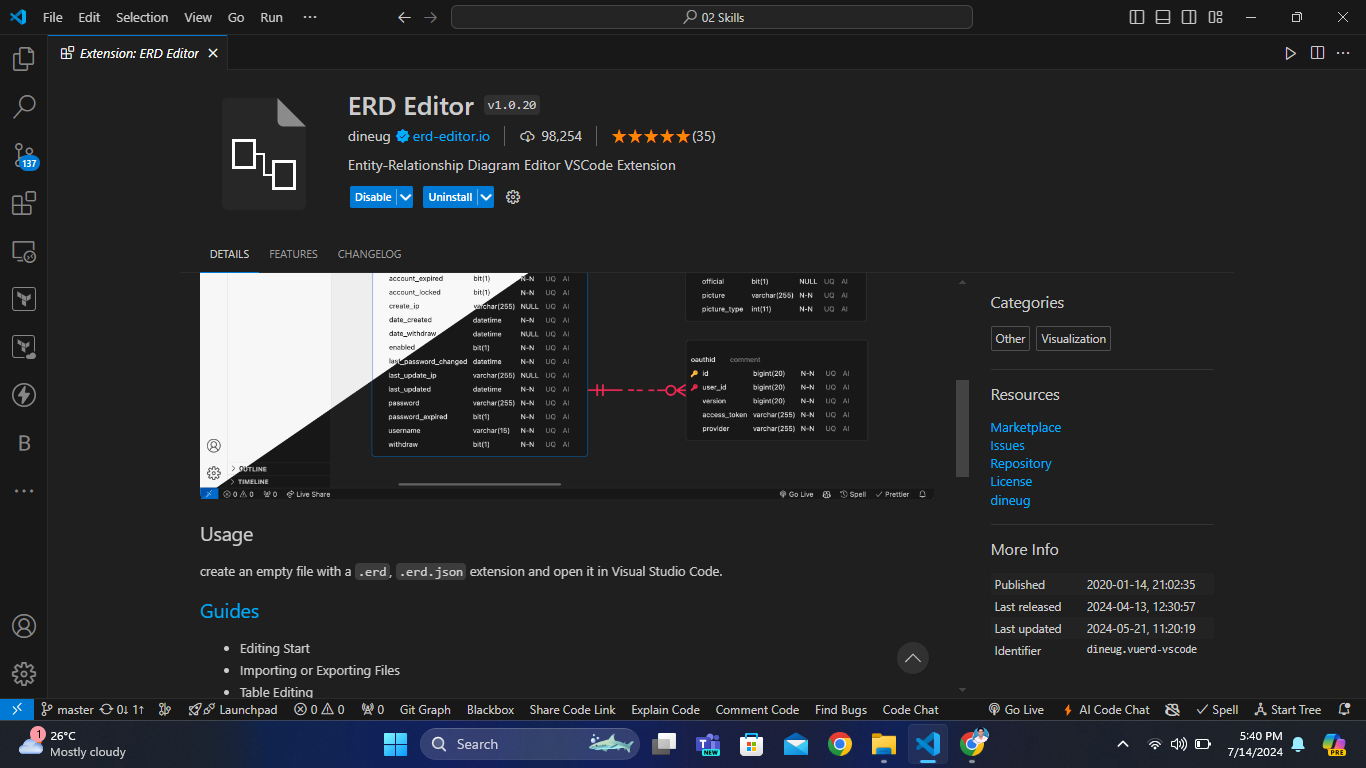 File Edit Selection View Go Run ···
02 Skills
Extension: ERD Editor
137
B
ERD Editor v1.0.20
dineug erd-editor.io 98,254 (35)
Entity-Relationship Diagram Editor VSCode Extension
Disable Uninstall
DETAILS FEATURES CHANGELOG
account_expired bit(1) N-N UQ AI
account_locked bit(1) N-N UQ AI
create_ip varchar(255) NULL UQ AI
date_created datetime N-N UQ AI
date_withdraw datetime NULL UQ AI
enabled bit(1) N-N UQ AI
last_password_changed datetime N-N UQ AI
last_update_ip varchar(255) NULL UQ AI
last_updated datetime N-N UQ AI
password varchar(255) N-N UQ AI
password_expired bit(1) N-N UQ AI
username varchar(15) N-N UQ AI
withdraw bit(1) N-N UQ AI
official bit(1) NULL UQ AI
picture varchar(255) N-N UQ AI
picture_type int(11) N-N UQ AI
oauthid comment
id bigint(20) N-N UQ AI
user_id bigint(20) N-N UQ AI
version bigint(20) N-N UQ AI
access_token varchar(255) N-N UQ AI
provider varchar(255) N-N UQ AI
OUTLINE
TIMELINE
0 0 0 Live Share Go Live Spell Prettier
Usage
create an empty file with a .erd, .erd.json extension and open it in Visual Studio Code.
Guides
• Editing Start
• Importing or Exporting Files
• Table Editing
Categories
Other Visualization
Resources
Marketplace
Issues
Repository
License
dineug
More Info
Published 2020-01-14, 21:02:35
Last released 2024-04-13, 12:30:57
Last updated 2024-05-21, 11:20:19
Identifier dineug.vuerd-vscode
master 0↓ 1↑ Launchpad 0 0 0 Git Graph Blackbox Share Code Link Explain Code Comment Code Find Bugs Code Chat Go Live AI Code Chat Spell Start Tree
1
26°C
Mostly cloudy
Search
NEW
5:40 PM
7/14/2024
PRE